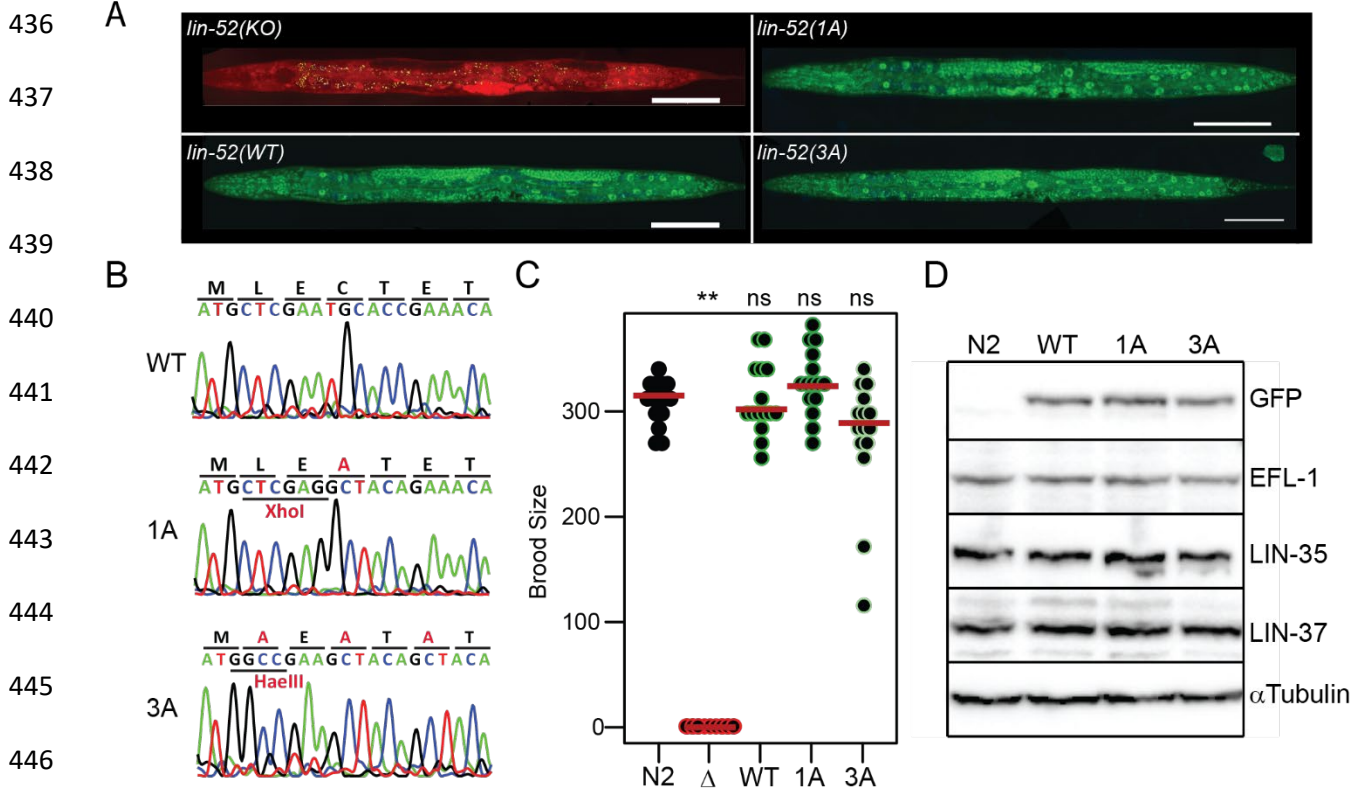 436
437
438
439
440
441
442
443
444
445
446
A
lin-52(KO)
lin-52(1A)
lin-52(WT)
lin-52(3A)
B
M L E C T E T
ATGCTCGAATGCACCGAAACA
WT
M L E A T E T
ATGCTCGAGGCTACAGAAACA
XhoI
1A
M A E A T A T
ATGGCCGAAGCTACAGCTACA
HaeIII
3A
C
** ns ns ns
Brood Size
300
200
100
0
N2 Δ WT 1A 3A
D
N2 WT 1A 3A
GFP
EFL-1
LIN-35
LIN-37
αTubulin